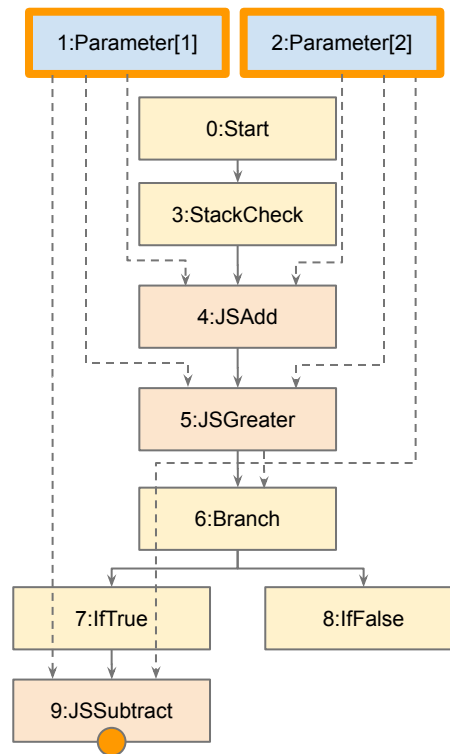 1:Parameter[1]
2:Parameter[2]
0:Start
3:StackCheck
4:JSAdd
5:JSGreater
6:Branch
7:IfTrue
8:IfFalse
9:JSSubtract